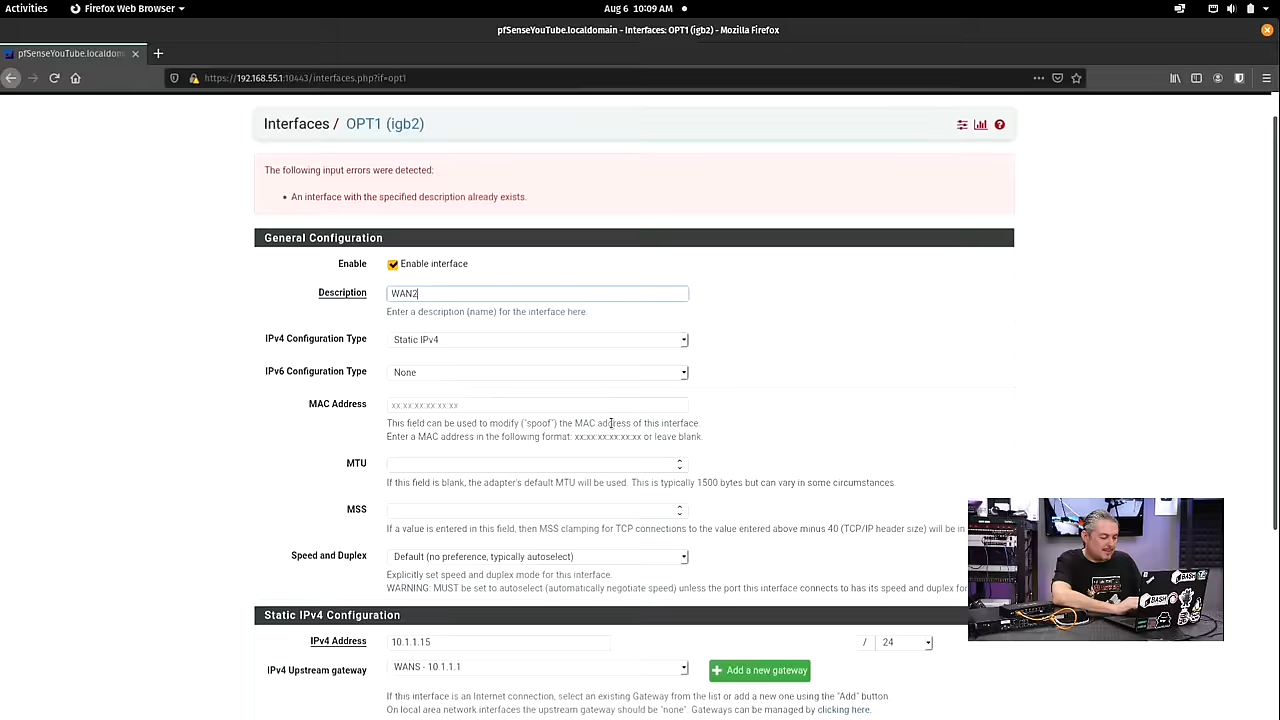 Activities
Firefox Web Browser
Aug 6 10:09 AM
pfSenseYouTube.localdomain - Interfaces: OPT1 (igb2) - Mozilla Firefox
pfSenseYouTube.localdom
https://192.168.55.1:10443/interfaces.php?if=opt1
Interfaces / OPT1 (igb2)
The following input errors were detected:
An interface with the specified description already exists.
General Configuration
Enable Enable interface
Description WAN2
Enter a description (name) for the interface here.
IPv4 Configuration Type Static IPv4
IPv6 Configuration Type None
MAC Address xx:xx:xx:xx:xx:xx
This field can be used to modify ("spoof") the MAC address of this interface.
Enter a MAC address in the following format: xx:xx:xx:xx:xx:xx or leave blank.
MTU
If this field is blank, the adapter's default MTU will be used. This is typically 1500 bytes but can vary in some circumstances.
MSS
If a value is entered in this field, then MSS clamping for TCP connections to the value entered above minus 40 (TCP/IP header size) will be in
Speed and Duplex Default (no preference, typically autoselect)
Explicitly set speed and duplex mode for this interface.
WARNING: MUST be set to autoselect (automatically negotiate speed) unless the port this interface connects to has its speed and duplex fo
Static IPv4 Configuration
IPv4 Address 10.1.1.15 / 24
IPv4 Upstream gateway WANS - 10.1.1.1 Add a new gateway
If this interface is an Internet connection, select an existing Gateway from the list or add a new one using the "Add" button.
On local area network interfaces the upstream gateway should be "none". Gateways can be managed by clicking here.
BASH
BASH